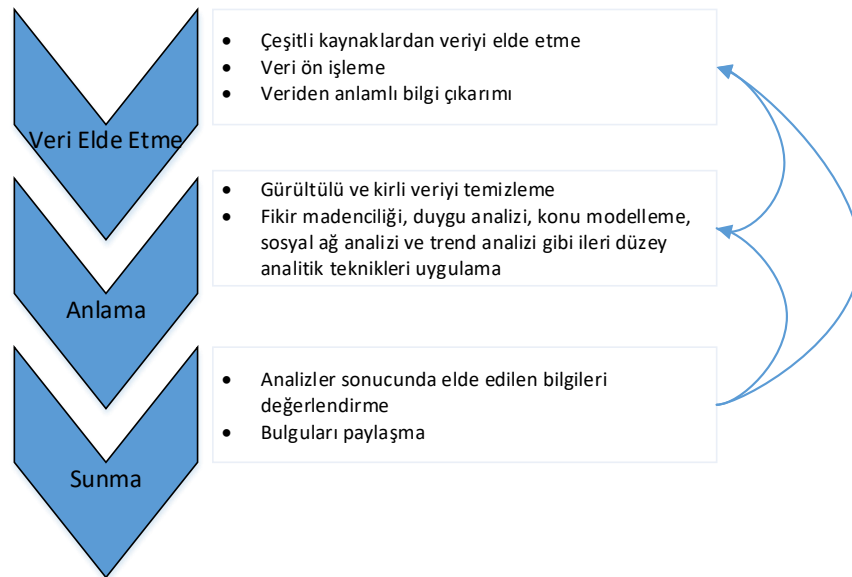 Veri Elde Etme
• Çeşitli kaynaklardan veriyi elde etme
• Veri ön işleme
• Veriden anlamlı bilgi çıkarımı
Anlama
• Gürültülü ve kirli veriyi temizleme
• Fikir madenciliği, duygu analizi, konu modelleme,
sosyal ağ analizi ve trend analizi gibi ileri düzey
analitik teknikleri uygulama
Sunma
• Analizler sonucunda elde edilen bilgileri
değerlendirme
• Bulguları paylaşma